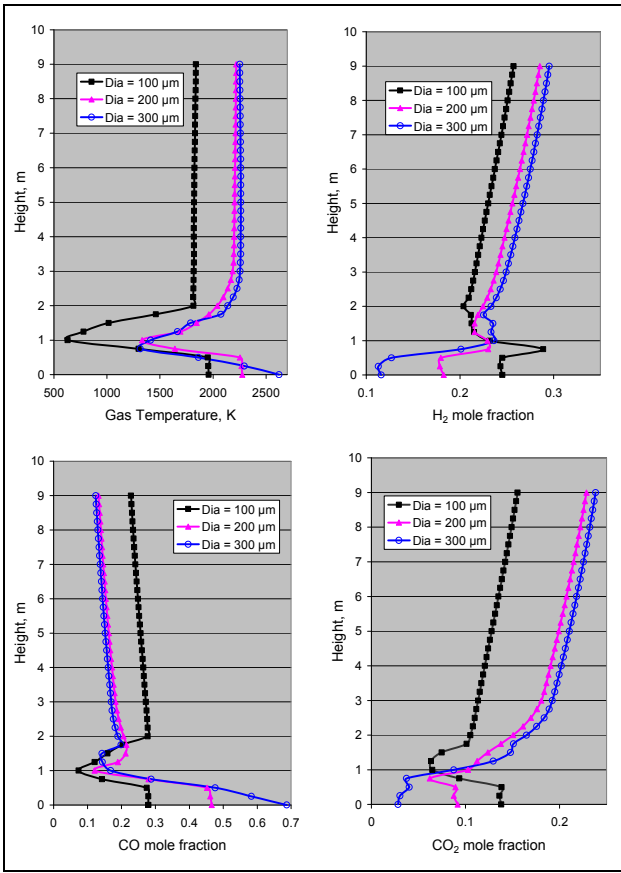 10
9
8
7
6
5
4
3
2
1
0
Height, m
Dia = 100 µm
Dia = 200 µm
Dia = 300 µm
500 1000 1500 2000 2500
Gas Temperature, K
10
9
8
7
6
5
4
3
2
1
0
Height, m
Dia = 100 µm
Dia = 200 µm
Dia = 300 µm
0.1 0.2 0.3
H₂ mole fraction
10
9
8
7
6
5
4
3
2
1
0
Height, m
Dia = 100 µm
Dia = 200 µm
Dia = 300 µm
0 0.1 0.2 0.3 0.4 0.5 0.6 0.7
CO mole fraction
10
9
8
7
6
5
4
3
2
1
0
Height, m
Dia = 100 µm
Dia = 200 µm
Dia = 300 µm
0 0.1 0.2
CO₂ mole fraction